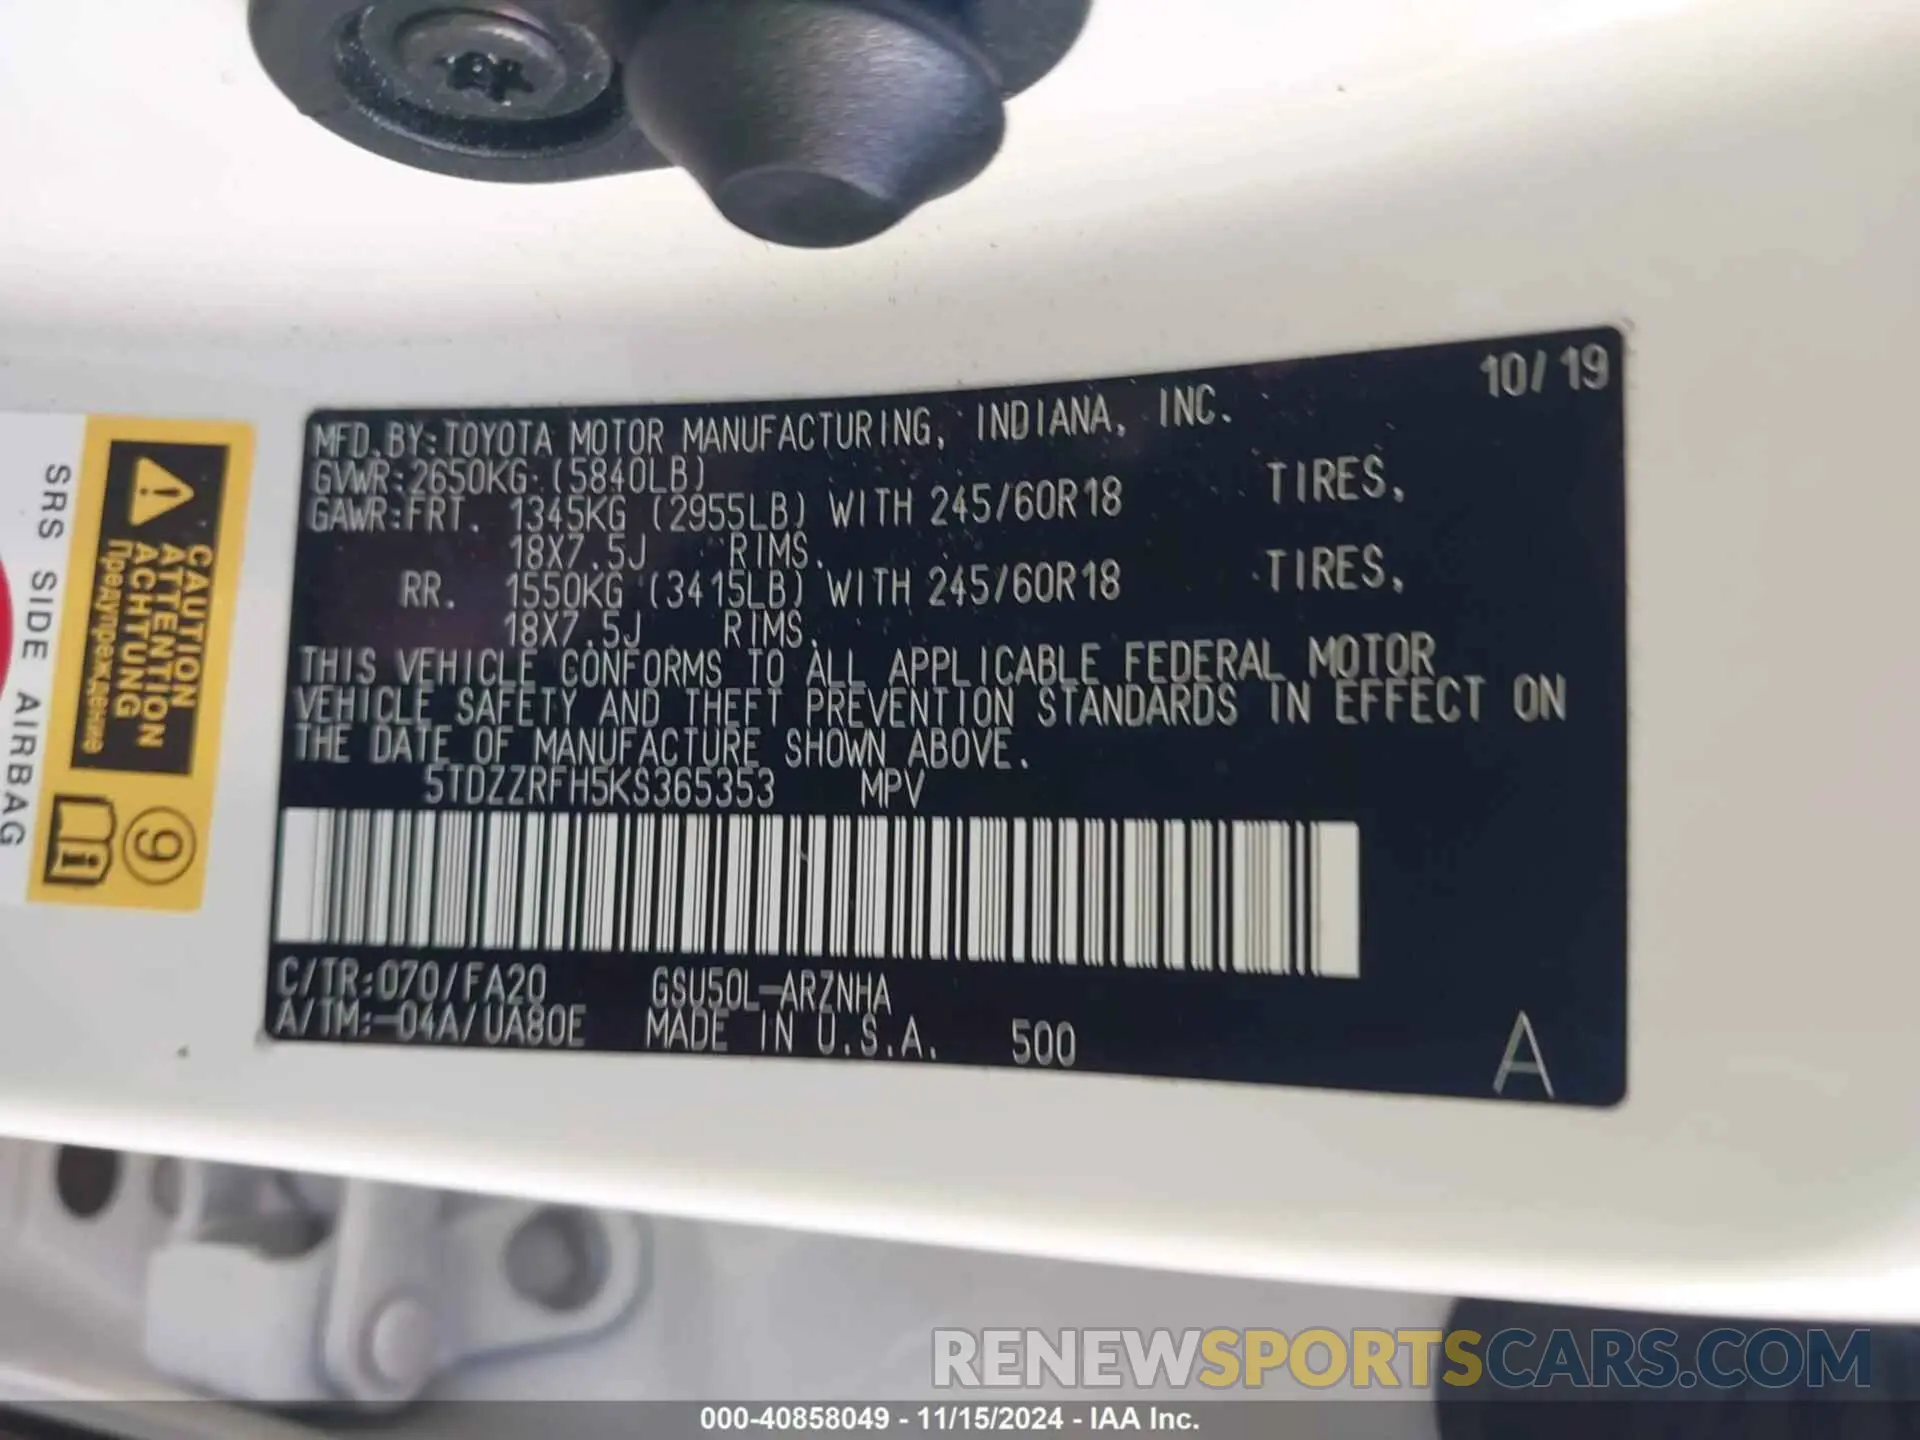 10/19
MFD.BY:TOYOTA MOTOR MANUFACTURING, INDIANA, INC.
GVWR:2650KG (5840LB)
GAWR:FRT. 1345KG (2955LB) WITH 245/60R18 TIRES,
18X7.5J RIMS.
RR. 1550KG (3415LB) WITH 245/60R18 TIRES,
18X7.5J RIMS.
THIS VEHICLE CONFORMS TO ALL APPLICABLE FEDERAL MOTOR
VEHICLE SAFETY AND THEFT PREVENTION STANDARDS IN EFFECT ON
THE DATE OF MANUFACTURE SHOWN ABOVE.
5TDZZRFH5KS365353 MPV
C/TR:070/FA20 GSU50L-ARZNHA
A/TM:-04A/UA80E MADE IN U.S.A. 500
A
CAUTION
ATTENTION
ACHTUNG
Предупреждение
SRS SIDE AIRBAG
RENEWSPORTSCARS.COM
000-40858049 - 11/15/2024 - IAA Inc.